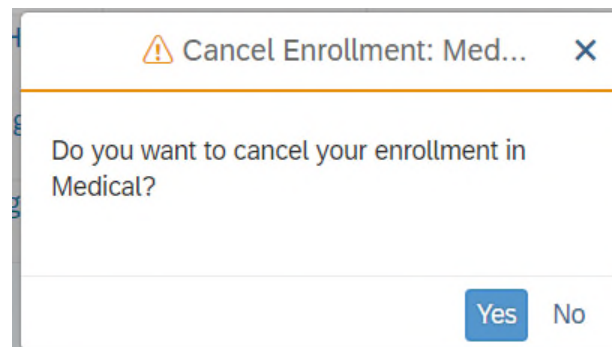 Cancel Enrollment: Med...
Do you want to cancel your enrollment in
Medical?
Yes No